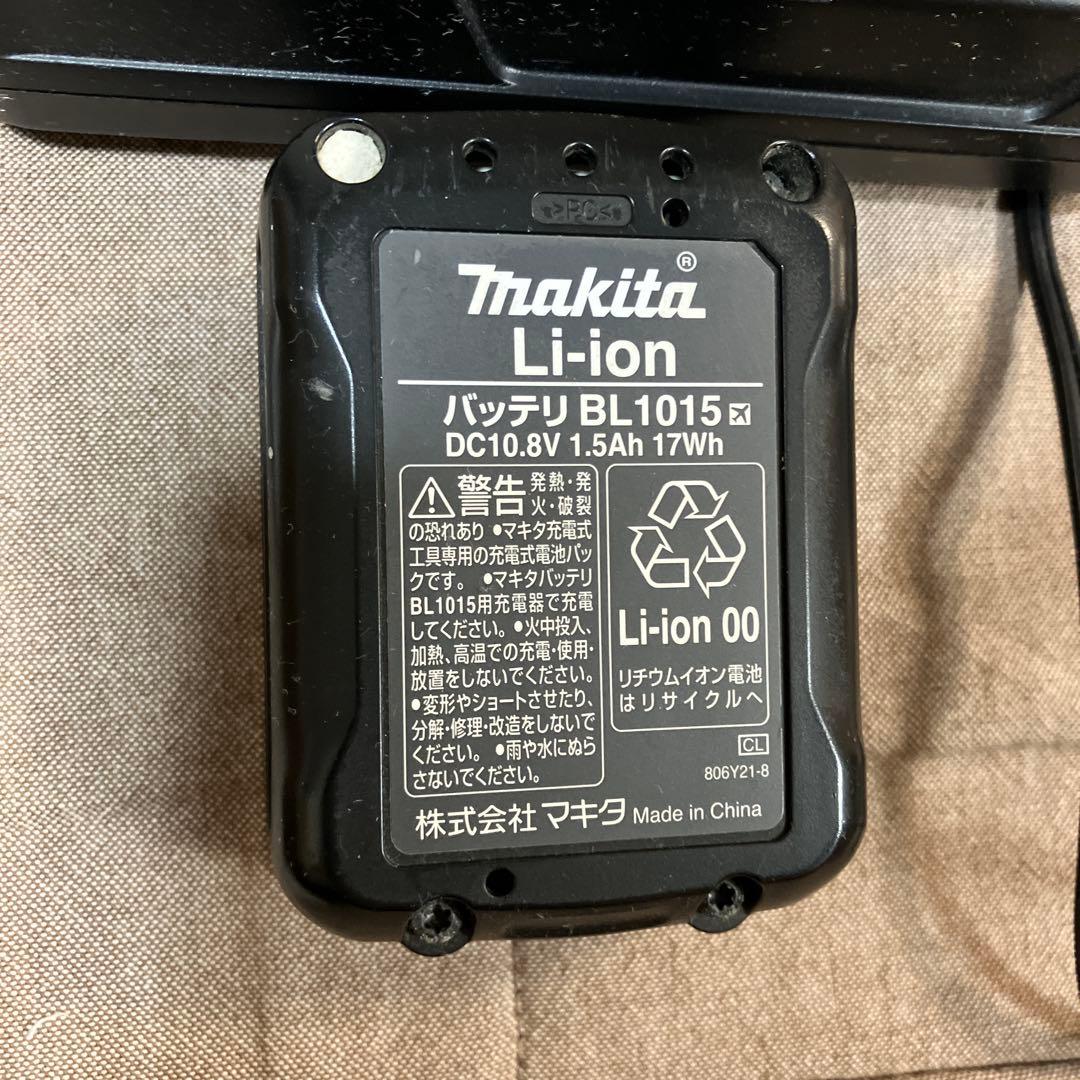 >PC<
makita®
Li-ion
バッテリ BL1015
DC10.8V 1.5Ah 17Wh
警告 発熱・発
火・破裂
の恐れあり ●マキタ充電式
工具専用の充電式電池パッ
クです。 ●マキタバッテリ
BL1015用充電器で充電
してください。●火中投入、
加熱、高温での充電・使用・
放置をしないでください。
●変形やショートさせたり、
分解・修理・改造をしないで
ください。 ●雨や水にぬら
さないでください。
Li-ion 00
リチウムイオン電池
はリサイクルへ
CL
806Y21-8
株式会社 マキタ Made in China